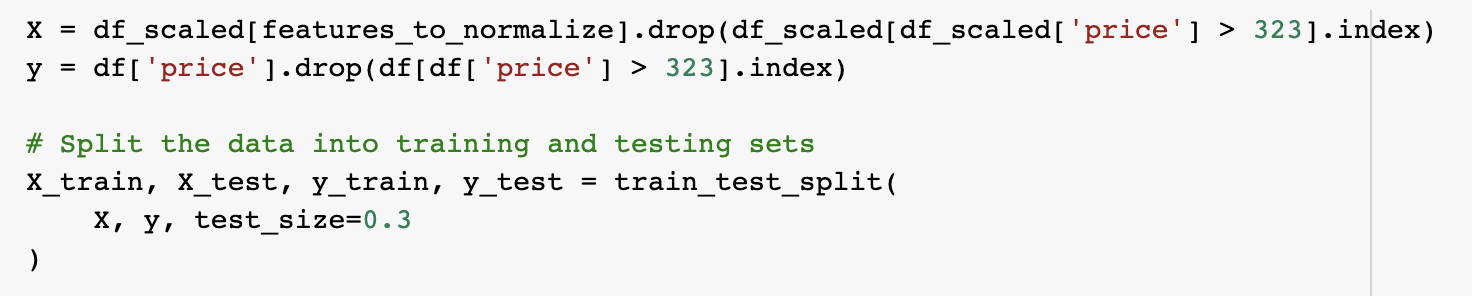 X = df_scaled[features_to_normalize].drop(df_scaled[df_scaled['price'] > 323].index)
y = df['price'].drop(df[df['price'] > 323].index)
# Split the data into training and testing sets
X_train, X_test, y_train, y_test = train_test_split(
    X, y, test_size=0.3
)